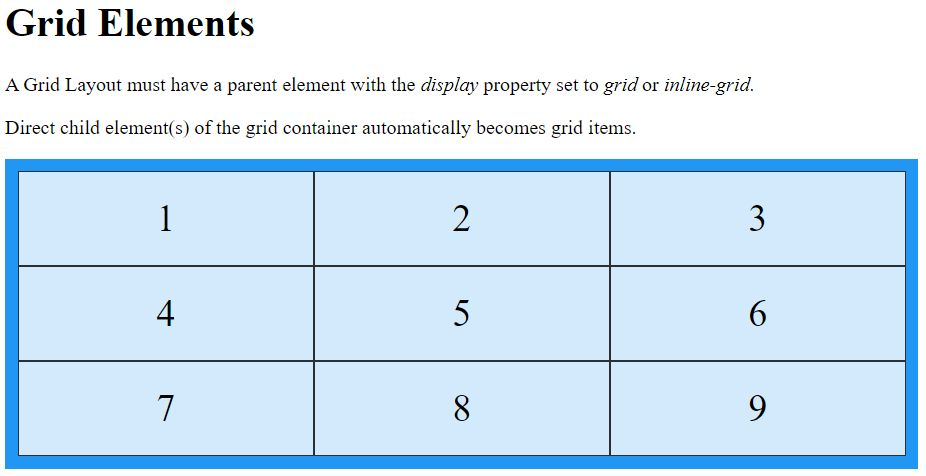 Grid Elements
A Grid Layout must have a parent element with the display property set to grid or inline-grid.
Direct child element(s) of the grid container automatically becomes grid items.
1 2 3
4 5 6
7 8 9